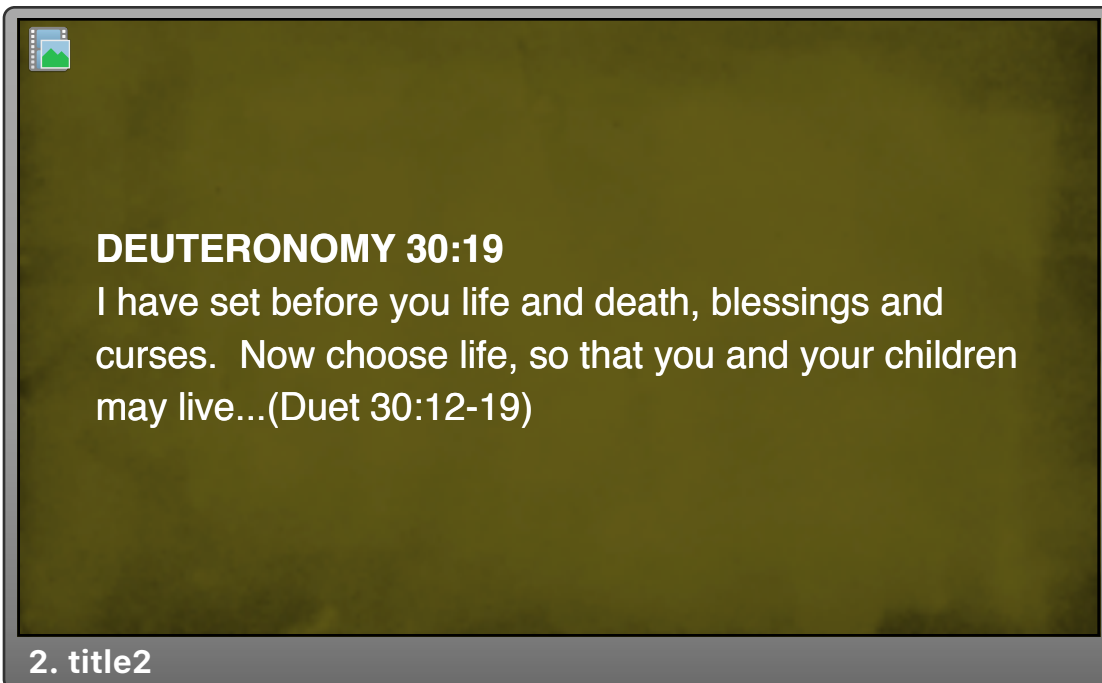 DEUTERONOMY 30:19
I have set before you life and death, blessings and
curses.  Now choose life, so that you and your children
may live...(Duet 30:12-19)
2. title2